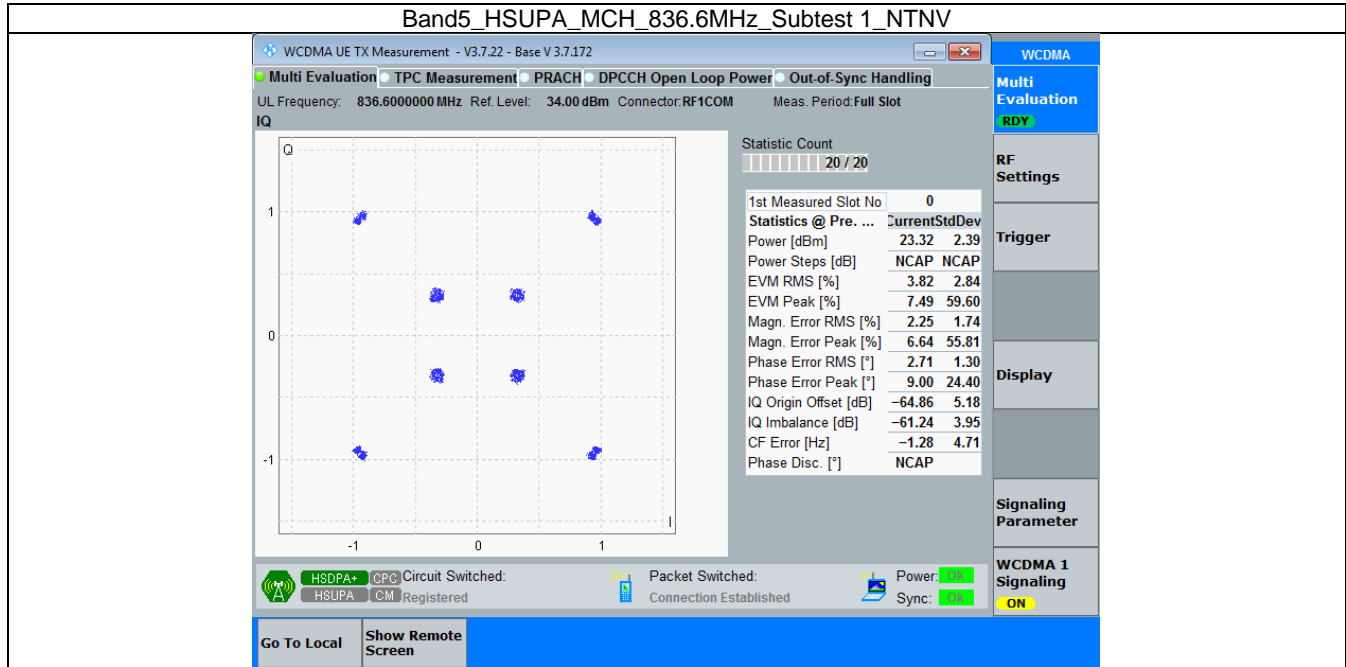 Band5_HSUPA_MCH_836.6MHz_Subtest 1_NTNV
WCDMA UE TX Measurement - V3.7.22 - Base V 3.7.172
WCDMA
Multi Evaluation TPC Measurement PRACH DPCCH Open Loop Power Out-of-Sync Handling
UL Frequency: 836.6000000 MHz Ref. Level: 34.00 dBm Connector:RF1COM Meas. Period:Full Slot
IQ
Q
1
0
-1
I
-1 0 1
Statistic Count
20 / 20
1st Measured Slot No 0
Statistics @ Pre. ... Current StdDev
Power [dBm] 23.32 2.39
Power Steps [dB] NCAP NCAP
EVM RMS [%] 3.82 2.84
EVM Peak [%] 7.49 59.60
Magn. Error RMS [%] 2.25 1.74
Magn. Error Peak [%] 6.64 55.81
Phase Error RMS [°] 2.71 1.30
Phase Error Peak [°] 9.00 24.40
IQ Origin Offset [dB] −64.86 5.18
IQ Imbalance [dB] −61.24 3.95
CF Error [Hz] −1.28 4.71
Phase Disc. [°] NCAP
Multi
Evaluation
RDY
RF
Settings
Trigger
Display
Signaling
Parameter
WCDMA 1
Signaling
ON
HSDPA+ CPC Circuit Switched: Packet Switched: Power: Ok
HSUPA CM Registered Connection Established Sync: Ok
Go To Local
Show Remote
Screen